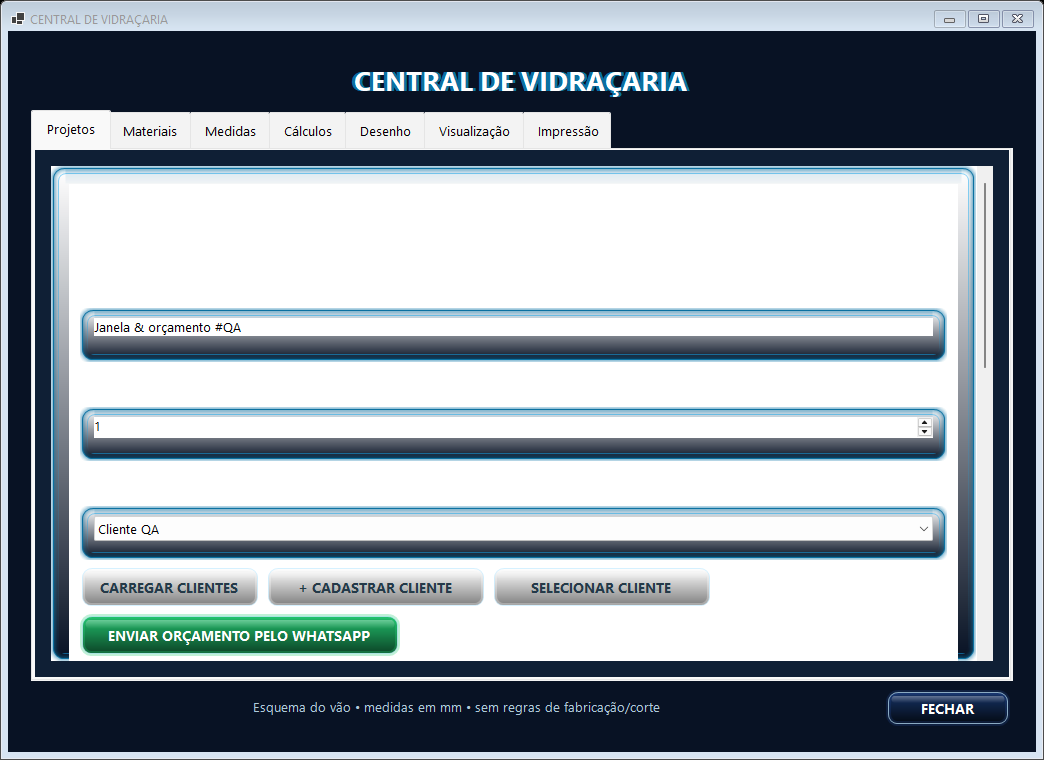 CENTRAL DE VIDRAÇARIA
CENTRAL DE VIDRAÇARIA
Projetos Materiais Medidas Cálculos Desenho Visualização Impressão
Janela & orçamento #QA
1
Cliente QA
CARREGAR CLIENTES + CADASTRAR CLIENTE SELECIONAR CLIENTE
ENVIAR ORÇAMENTO PELO WHATSAPP
Esquema do vão • medidas em mm • sem regras de fabricação/corte
FECHAR